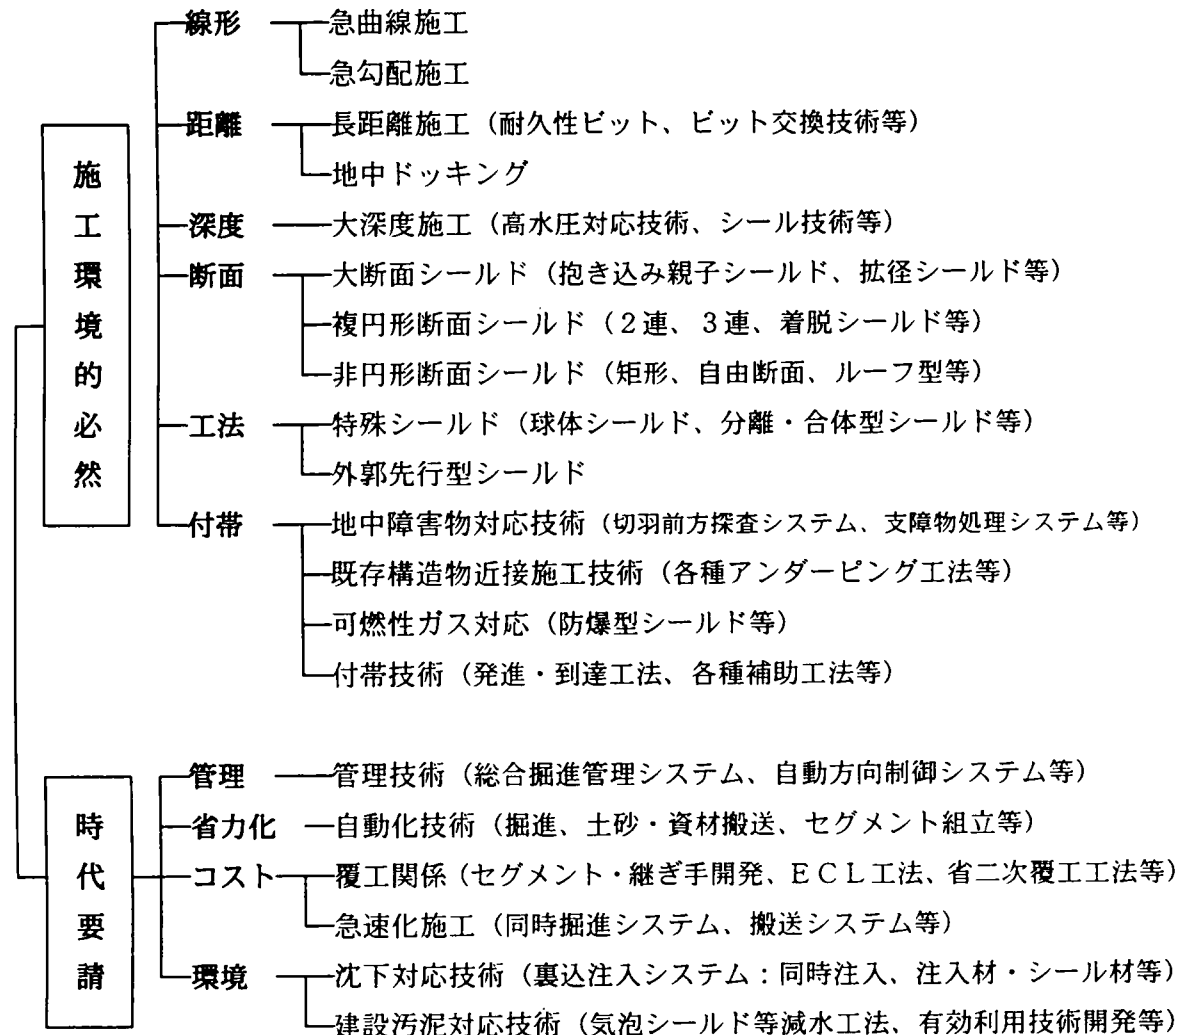 線形 急曲線施工
急勾配施工
距離 長距離施工（耐久性ビット、ビット交換技術等）
地中ドッキング
施工環境的必然
深度 大深度施工（高水圧対応技術、シール技術等）
断面 大断面シールド（抱き込み親子シールド、拡径シールド等）
複円形断面シールド（２連、３連、着脱シールド等）
非円形断面シールド（矩形、自由断面、ルーフ型等）
工法 特殊シールド（球体シールド、分離・合体型シールド等）
外郭先行型シールド
付帯 地中障害物対応技術（切羽前方探査システム、支障物処理システム等）
既存構造物近接施工技術（各種アンダーピング工法等）
可燃性ガス対応（防爆型シールド等）
付帯技術（発進・到達工法、各種補助工法等）
時代要請
管理 管理技術（総合掘進管理システム、自動方向制御システム等）
省力化 自動化技術（掘進、土砂・資材搬送、セグメント組立等）
コスト 覆工関係（セグメント・継ぎ手開発、ＥＣＬ工法、省二次覆工工法等）
急速化施工（同時掘進システム、搬送システム等）
環境 沈下対応技術（裏込注入システム：同時注入、注入材・シール材等）
建設汚泥対応技術（気泡シールド等減水工法、有効利用技術開発等）